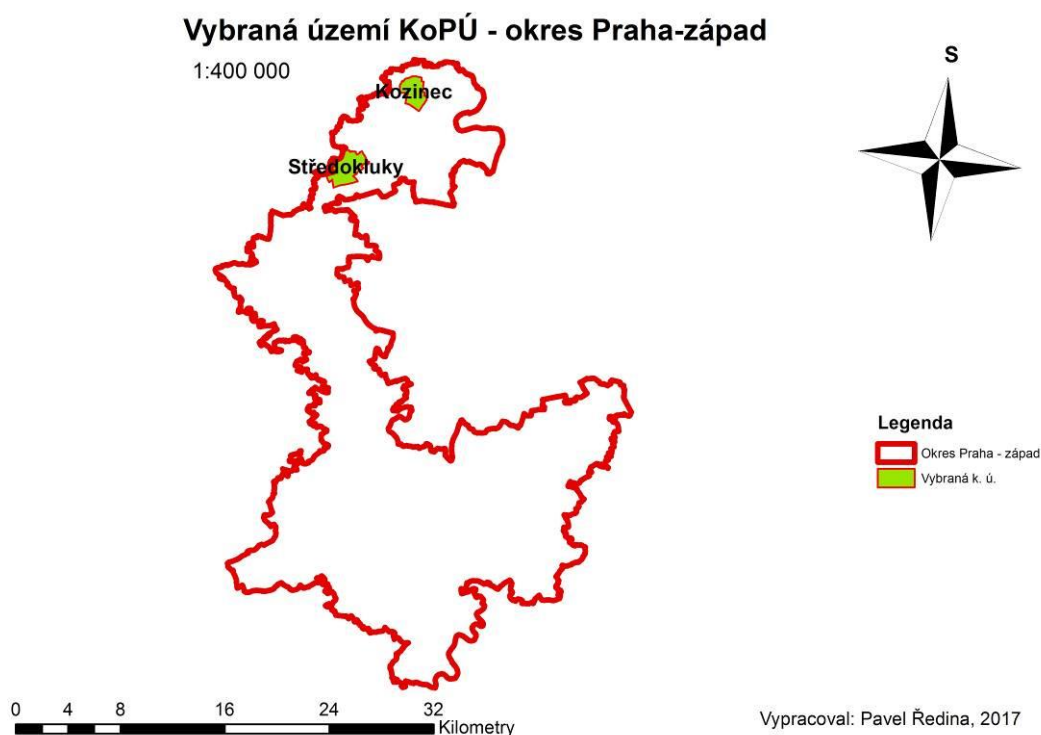 Vybraná území KoPÚ - okres Praha-západ
1:400 000
S
Kozinec
Středokluky
Legenda
Okres Praha - západ
Vybraná k. ú.
0 4 8 16 24 32
Kilometry
Vypracoval: Pavel Ředina, 2017